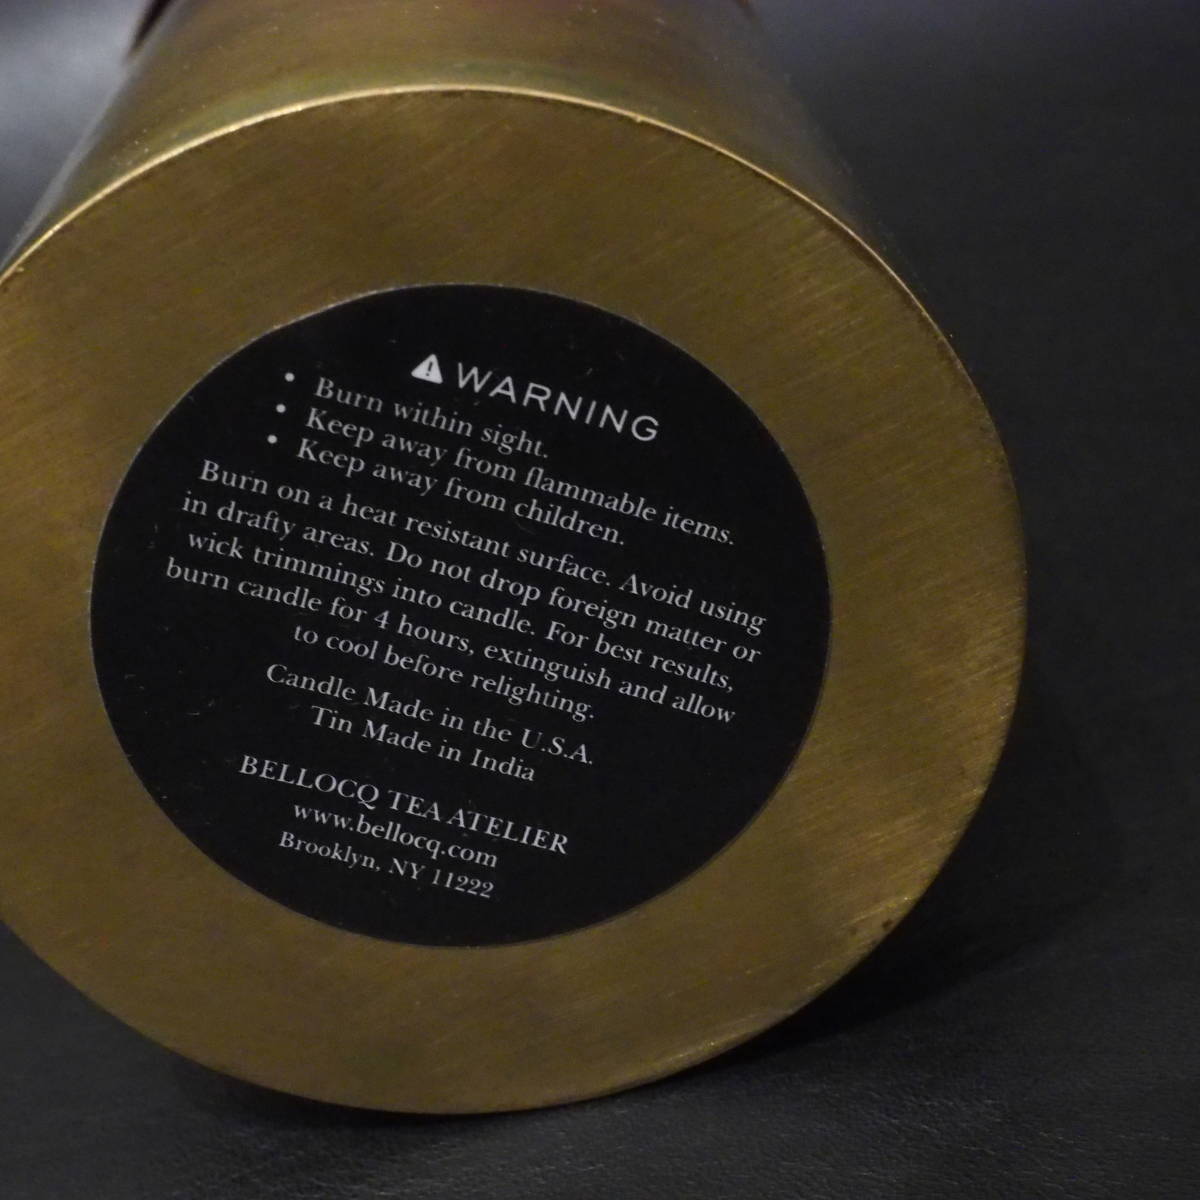 WARNING
• Burn within sight.
• Keep away from flammable items.
• Keep away from children.
Burn on a heat resistant surface. Avoid using
in drafty areas. Do not drop foreign matter or
wick trimmings into candle. For best results,
burn candle for 4 hours, extinguish and allow
to cool before relighting.
Candle Made in the U.S.A.
Tin Made in India
BELLOCQ TEA ATELIER
www.bellocq.com
Brooklyn, NY 11222